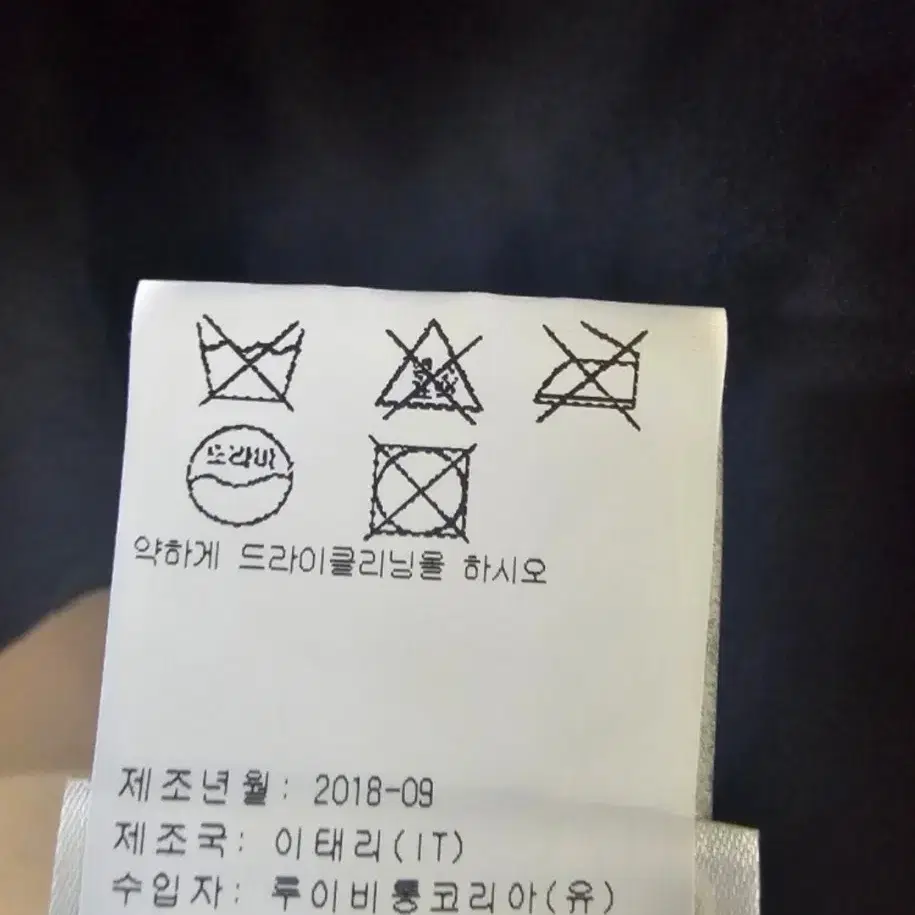 드라이
약하게 드라이클리닝을 하시오
제조년월: 2018-09
제조국: 이태리(IT)
수입자: 루이비통코리아(유)